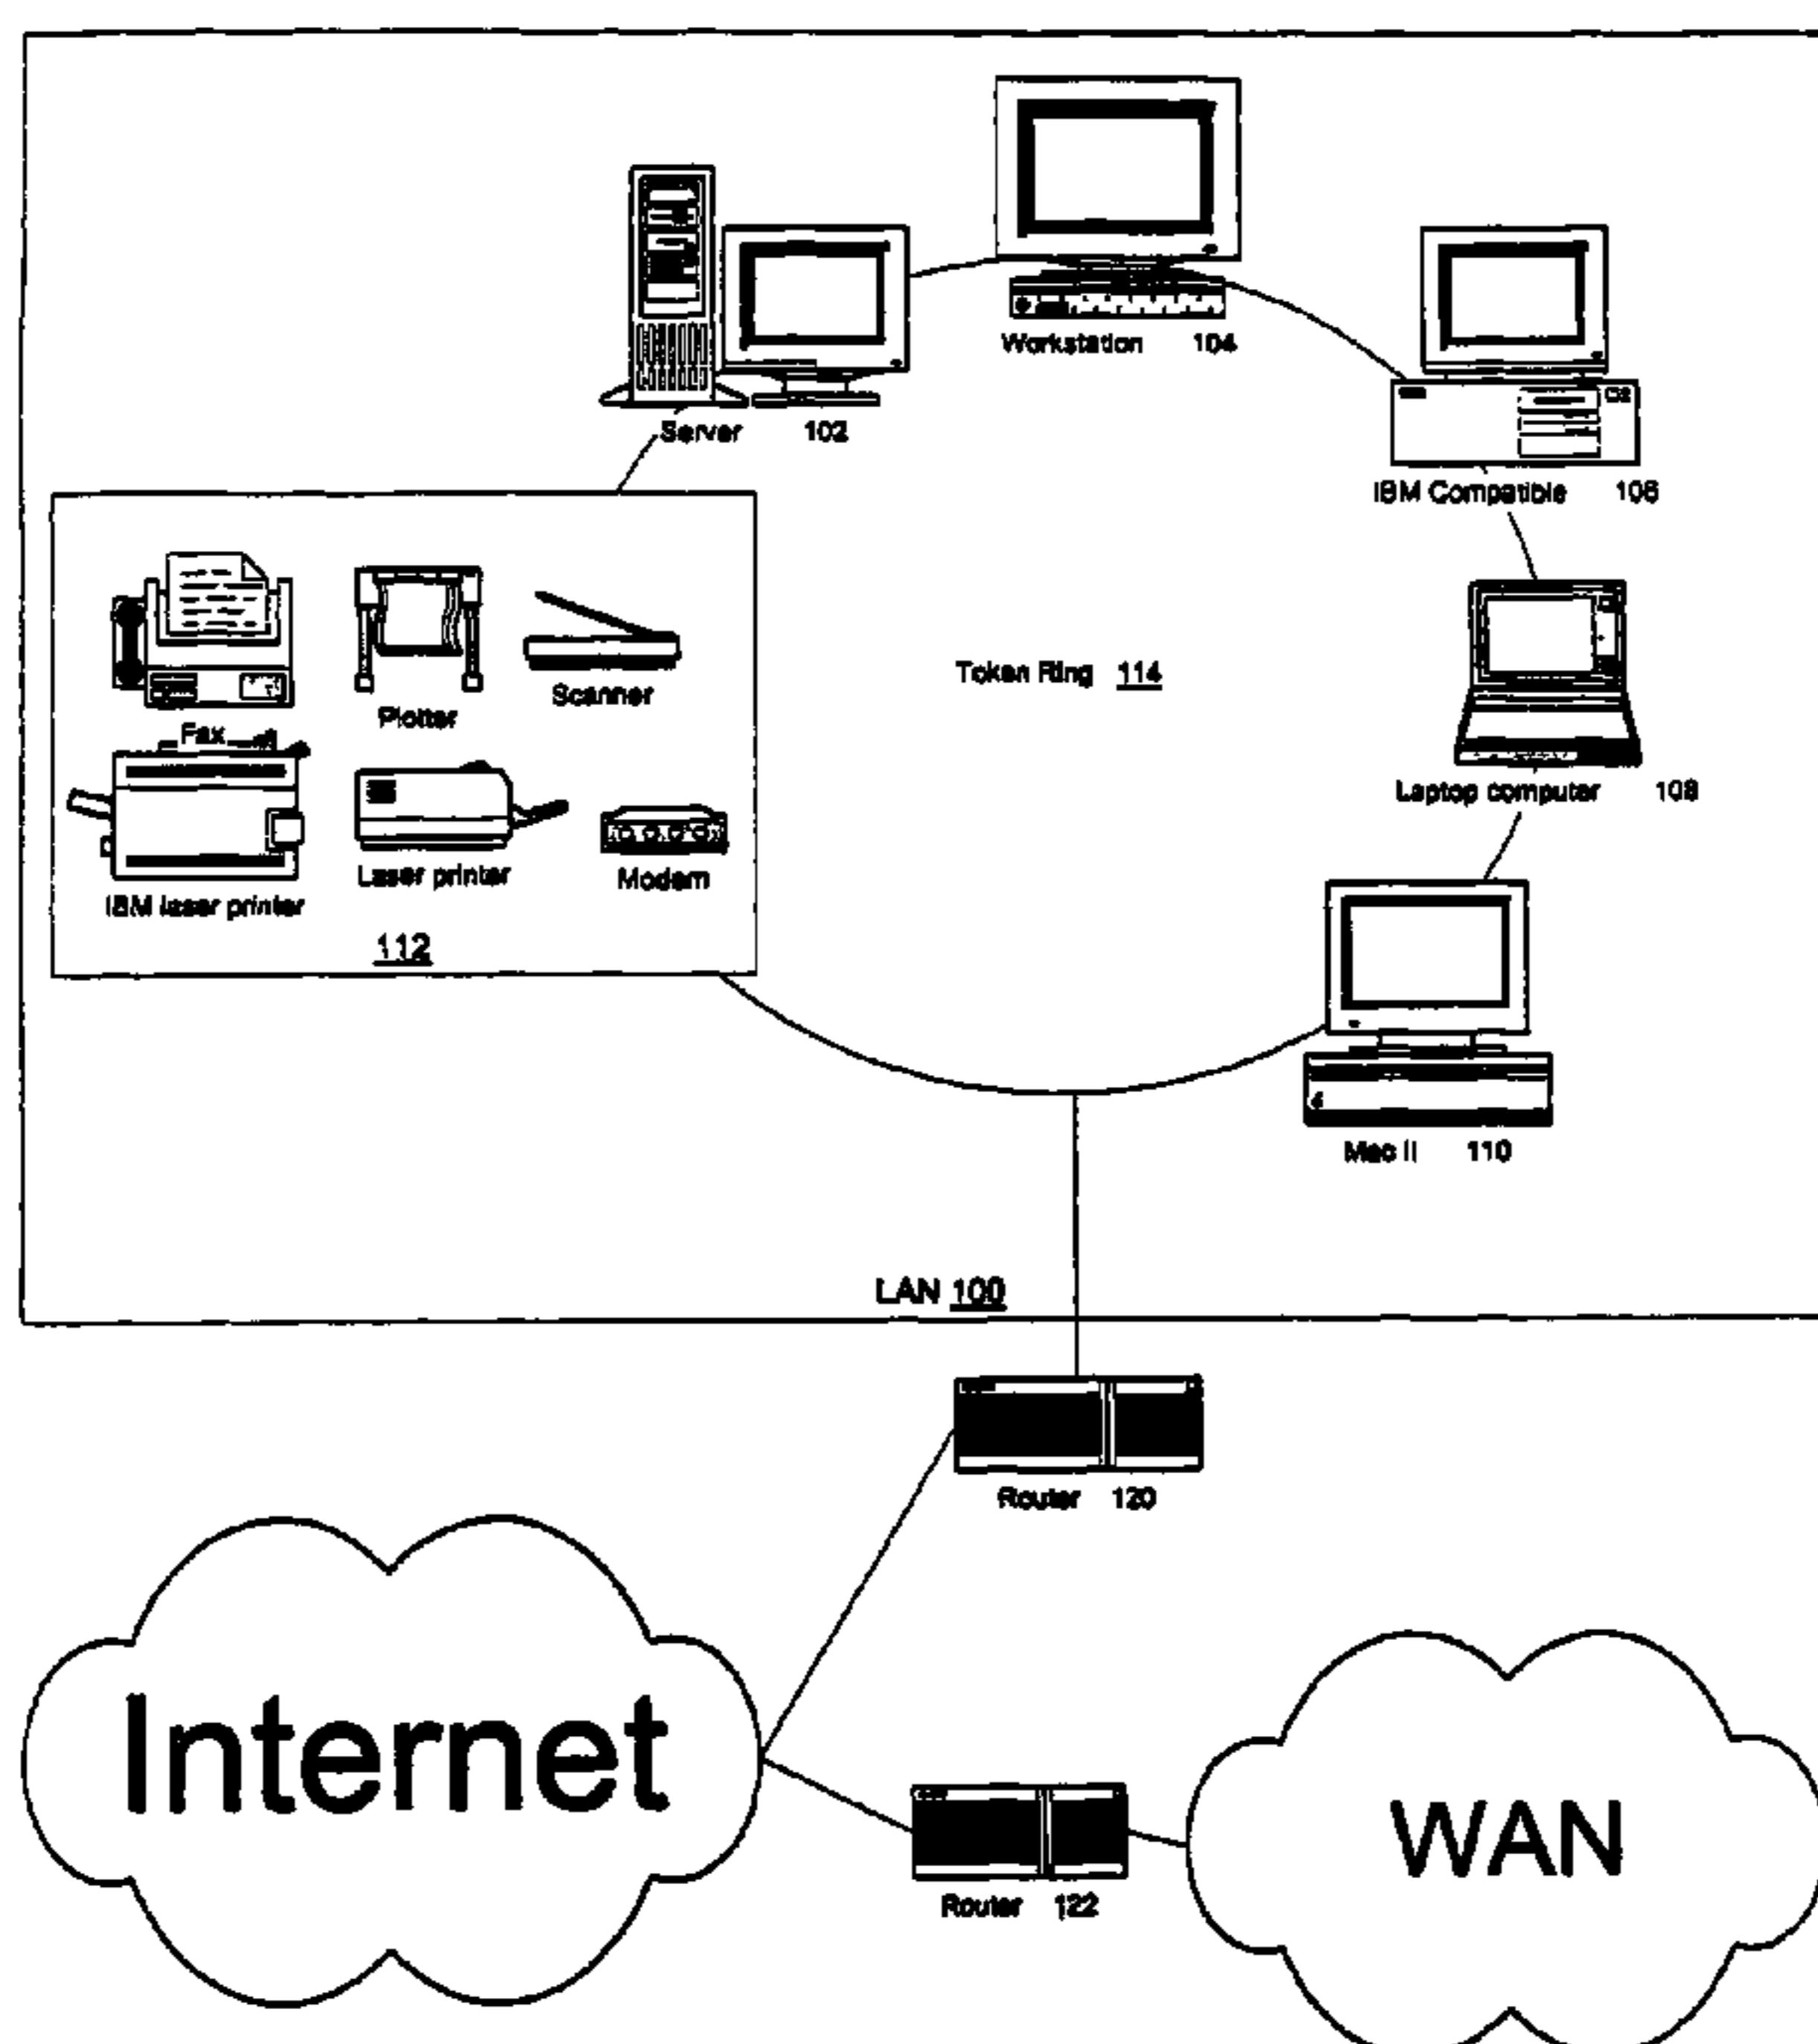 Workstation 104
Server 102
IBM Compatible 106
Fax
Plotter
Scanner
Token Ring 114
Laptop computer 108
IBM laser printer
Laser printer
Modem
112
Mac II 110
LAN 100
Router 120
Internet
WAN
Router 122